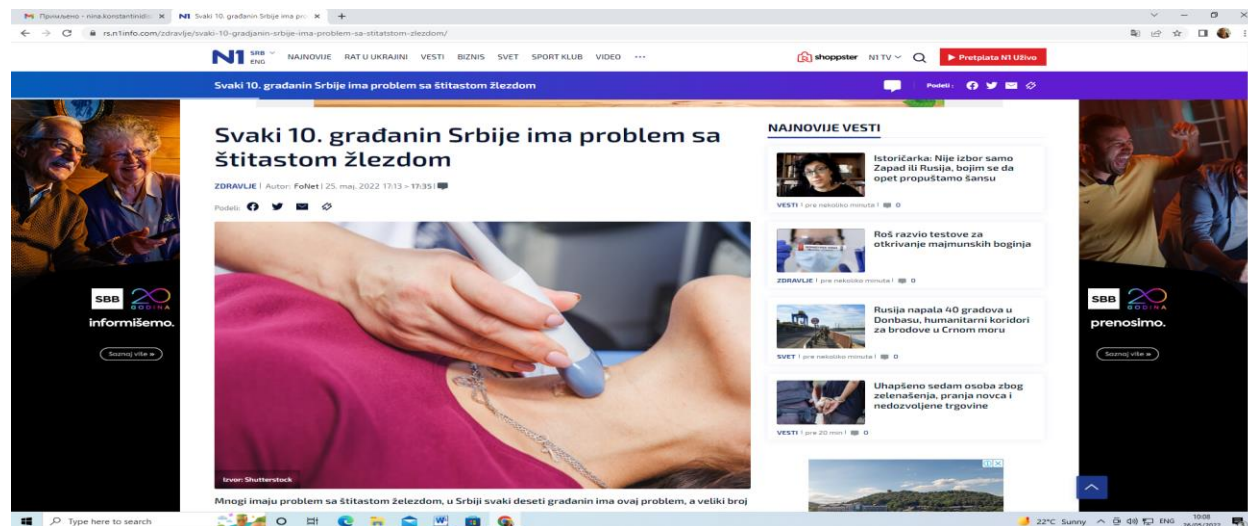 Примљено - nina.konstantinidi
N1 Svaki 10. građanin Srbije ima pro
rs.n1info.com/zdravlje/svaki-10-gradjanin-srbije-ima-problem-sa-stitatstom-zlezdom/
N1 SRB ENG NAJNOVIJE RAT U UKRAJINI VESTI BIZNIS SVET SPORT KLUB VIDEO ••• shoppster N1 TV Pretplata N1 Uživo
Svaki 10. građanin Srbije ima problem sa štitastom žlezdom Podeli:
Svaki 10. građanin Srbije ima problem sa
štitastom žlezdom
ZDRAVLJE | Autor: FoNet | 25. maj. 2022 17:13 > 17:35 |
Podeli:
Izvor: Shutterstock
Mnogi imaju problem sa štitastom železdom, u Srbiji svaki deseti građanin ima ovaj problem, a veliki broj
NAJNOVIJE VESTI
Istoričarka: Nije izbor samo
Zapad ili Rusija, bojim se da
opet propuštamo šansu
VESTI | pre nekoliko minuta | 0
Roš razvio testove za
otkrivanje majmunskih boginja
ZDRAVLJE | pre nekoliko minuta | 0
Rusija napala 40 gradova u
Donbasu, humanitarni koridori
za brodove u Crnom moru
SVET | pre nekoliko minuta | 0
Uhapšeno sedam osoba zbog
zelenašenja, pranja novca i
nedozvoljene trgovine
VESTI | pre 20 min | 0
SBB 20 GODINA
informišemo.
Saznaj više »
SBB 20 GODINA
prenosimo.
Saznaj više »
Type here to search
22°C Sunny ENG
19:08
26/05/2022